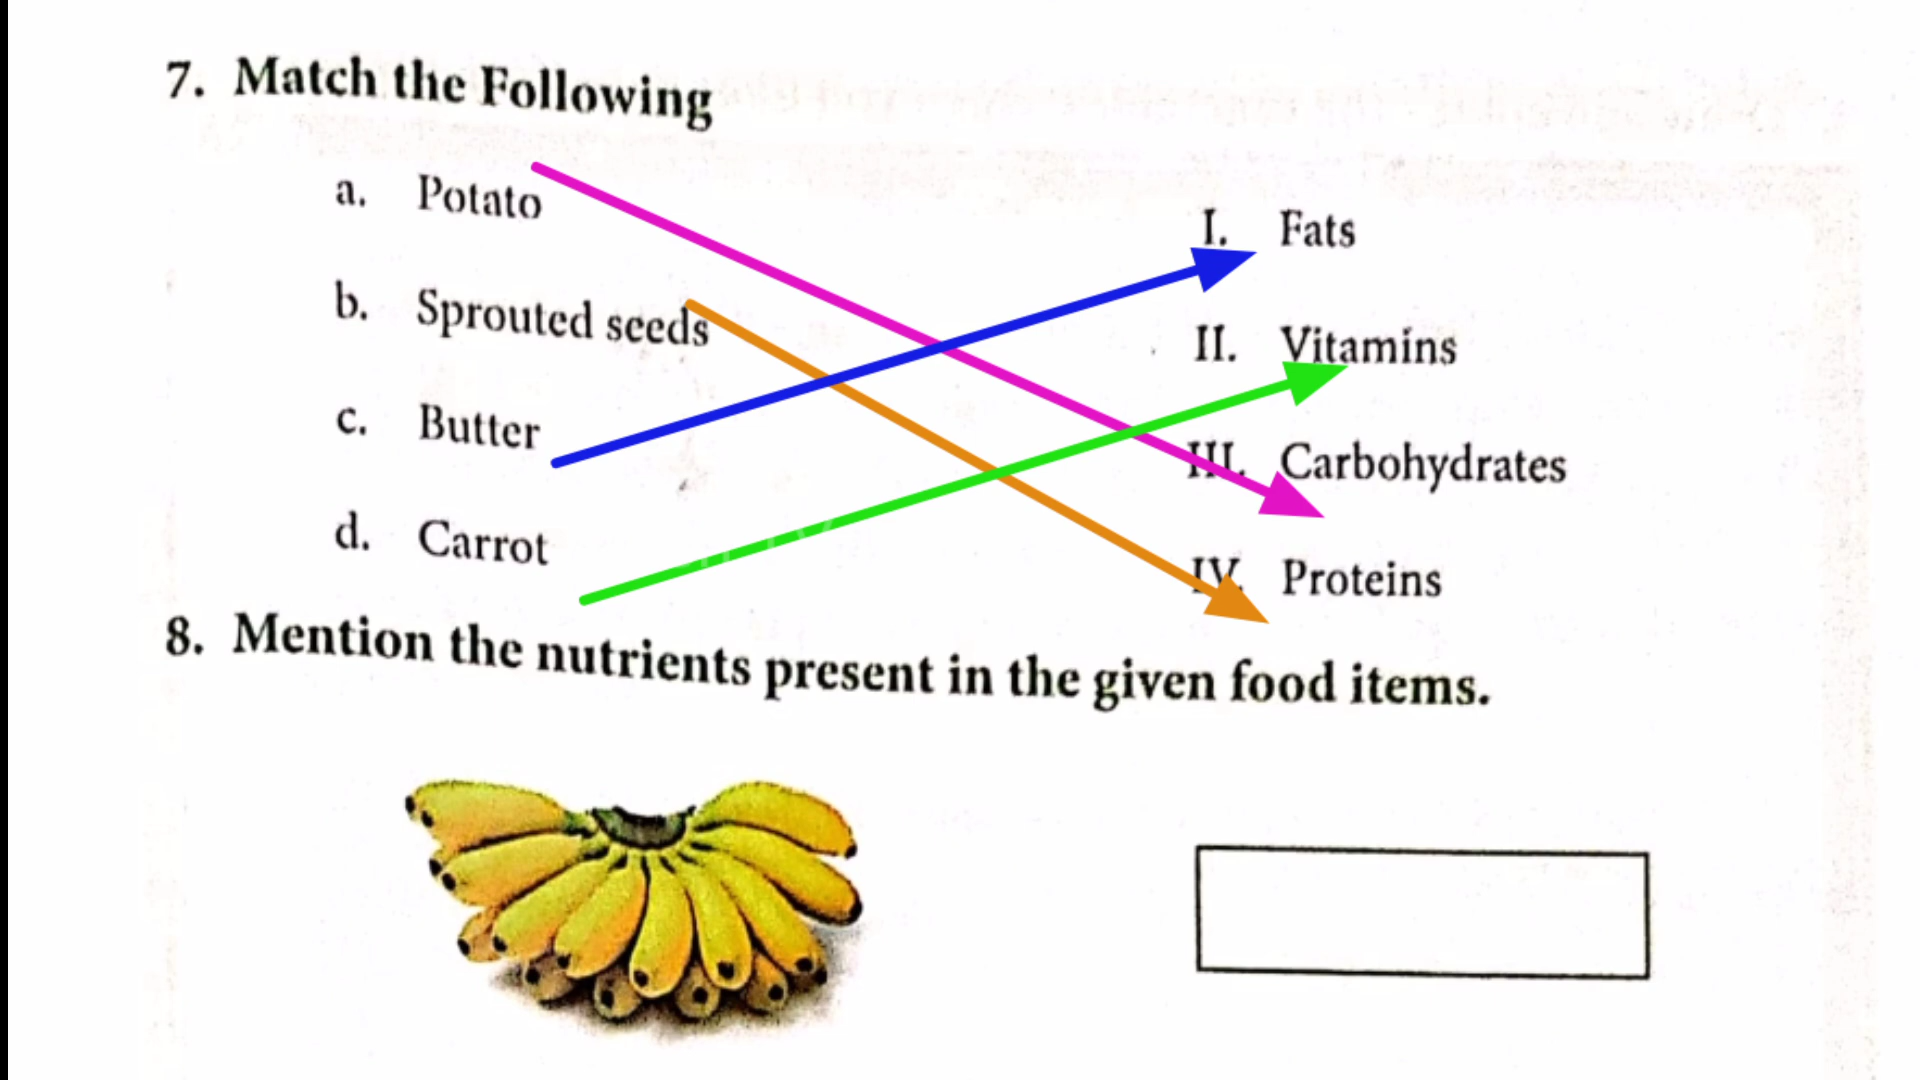 7. Match the Following
a. Potato
b. Sprouted seeds
c. Butter
d. Carrot
I. Fats
II. Vitamins
III. Carbohydrates
IV. Proteins
8. Mention the nutrients present in the given food items.